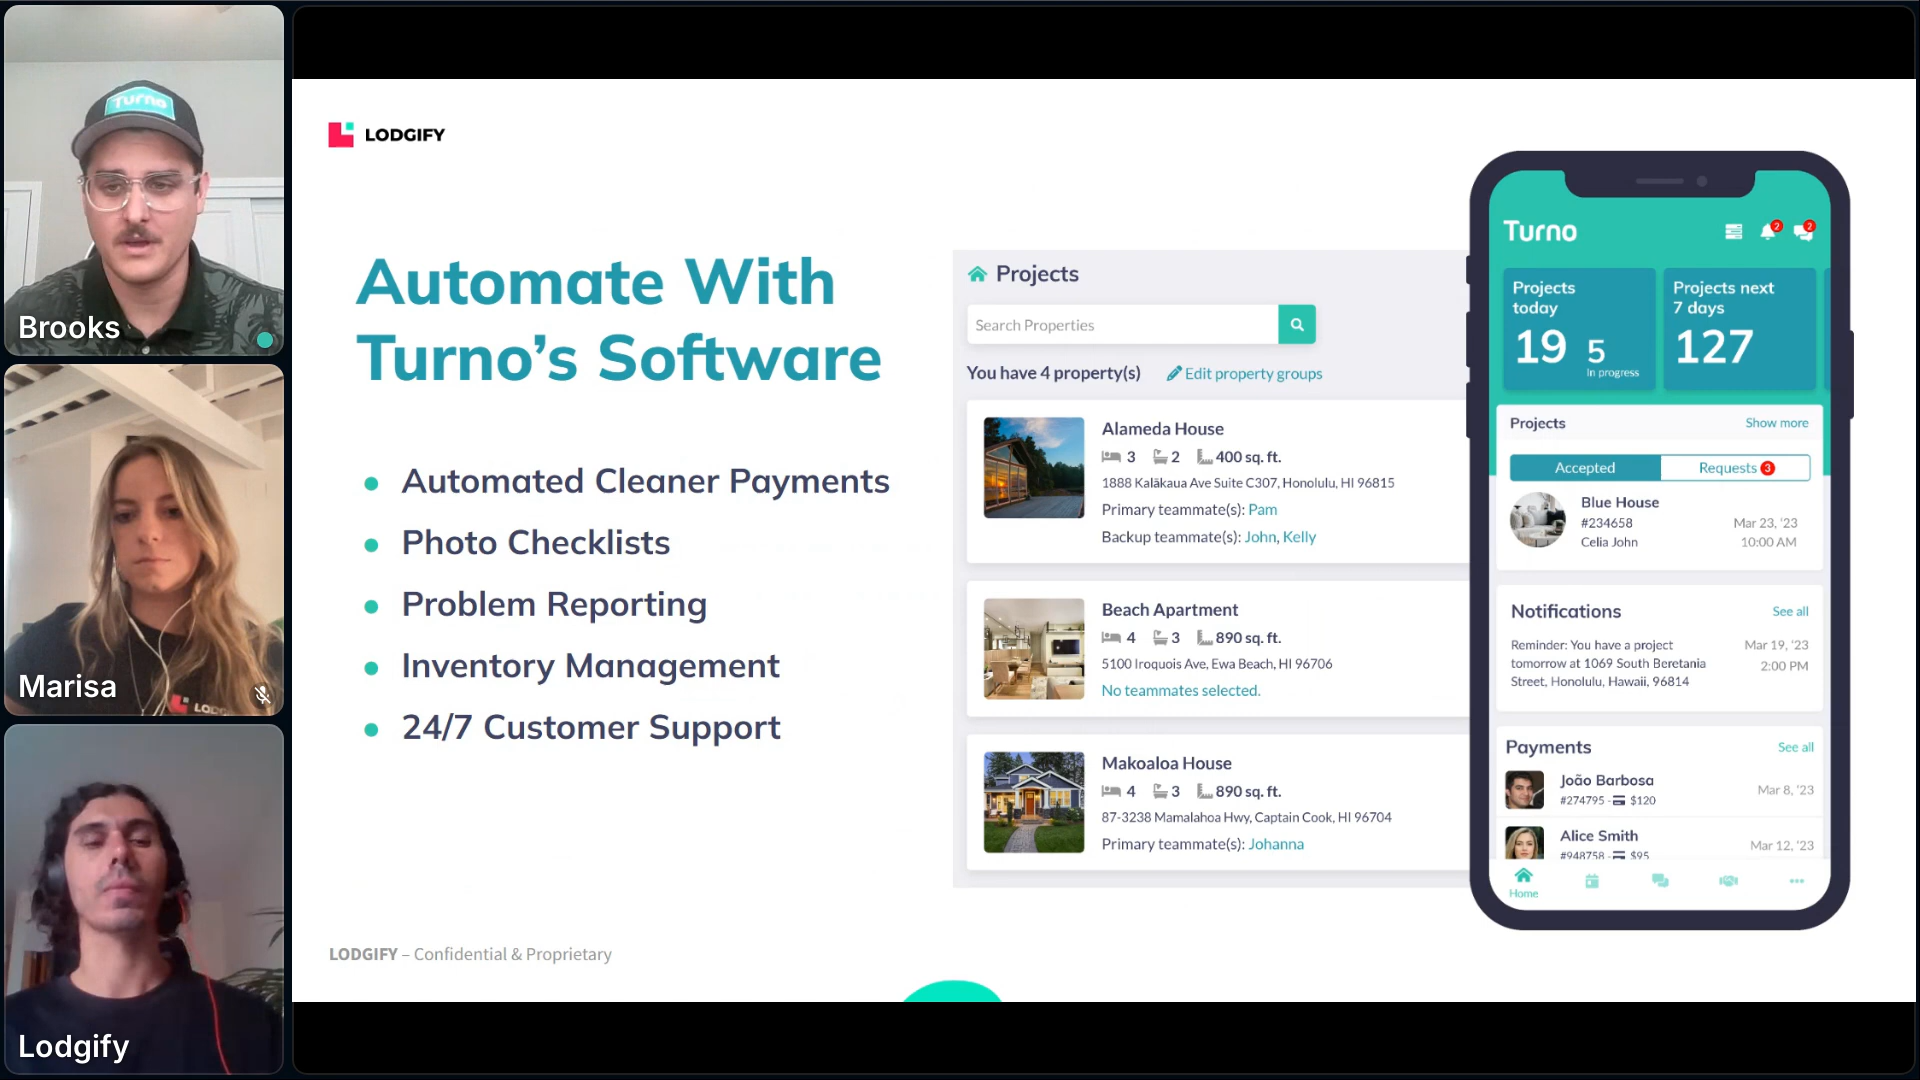 Turno
Brooks
Marisa
LODG
Lodgify
LODGIFY
Automate With
Turno’s Software
Automated Cleaner Payments
Photo Checklists
Problem Reporting
Inventory Management
24/7 Customer Support
LODGIFY – Confidential & Proprietary
Projects
Search Properties
You have 4 property(s)
Edit property groups
Alameda House
3 2 400 sq. ft.
1888 Kalākaua Ave Suite C307, Honolulu, HI 96815
Primary teammate(s): Pam
Backup teammate(s): John, Kelly
Beach Apartment
4 3 890 sq. ft.
5100 Iroquois Ave, Ewa Beach, HI 96706
No teammates selected.
Makoaloa House
4 3 890 sq. ft.
87-3238 Mamalahoa Hwy, Captain Cook, HI 96704
Primary teammate(s): Johanna
Turno
2 2
Projects
today
19 5
In progress
Projects next
7 days
127
Projects
Show more
Accepted
Requests 3
Blue House
#234658
Celia John
Mar 23, '23
10:00 AM
Notifications
See all
Reminder: You have a project
tomorrow at 1069 South Beretania
Street, Honolulu, Hawaii, 96814
Mar 19, '23
2:00 PM
Payments
See all
João Barbosa
#274795 - $120
Mar 8, '23
Alice Smith
#948758 - $95
Mar 12, '23
Home